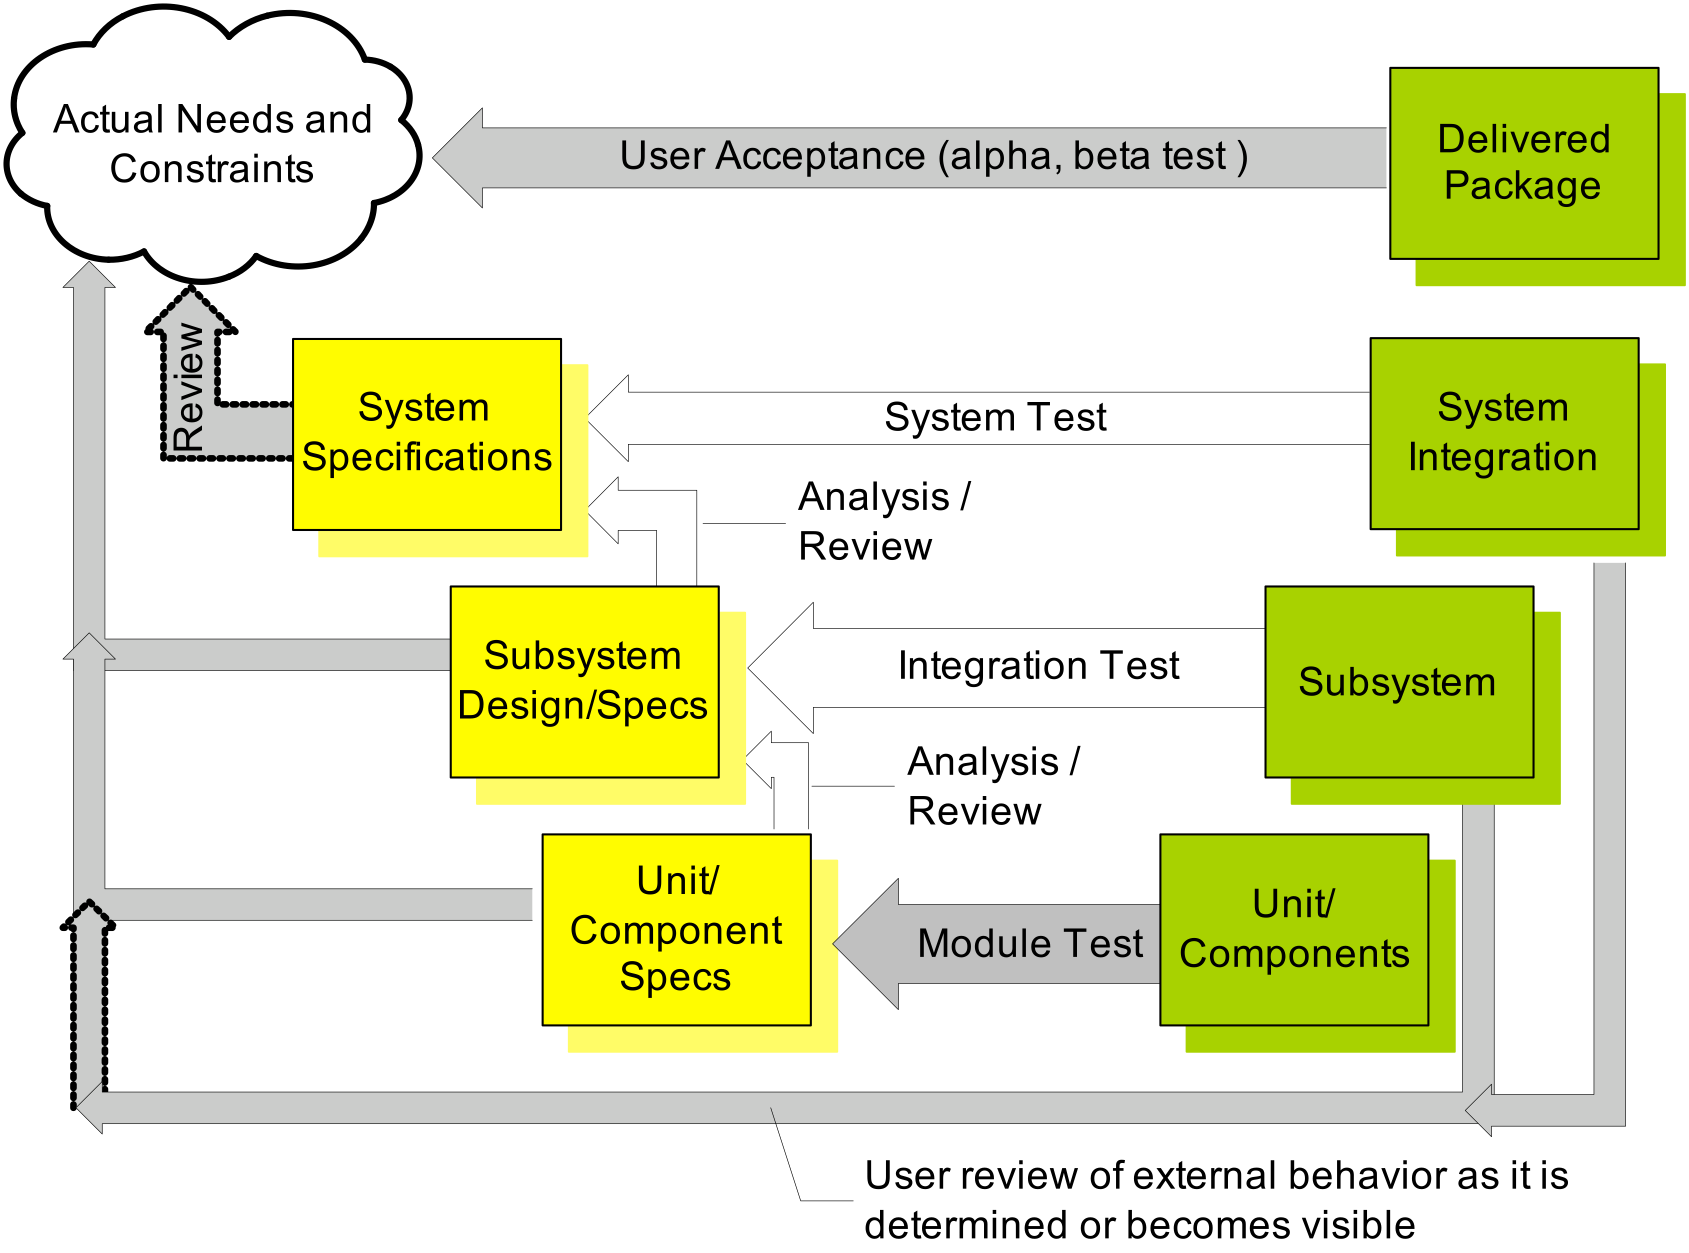 Actual Needs and
Constraints
User Acceptance (alpha, beta test )
Delivered
Package
Review
System
Specifications
System Test
System
Integration
Analysis /
Review
Subsystem
Design/Specs
Integration Test
Subsystem
Analysis /
Review
Unit/
Component
Specs
Module Test
Unit/
Components
User review of external behavior as it is
determined or becomes visible